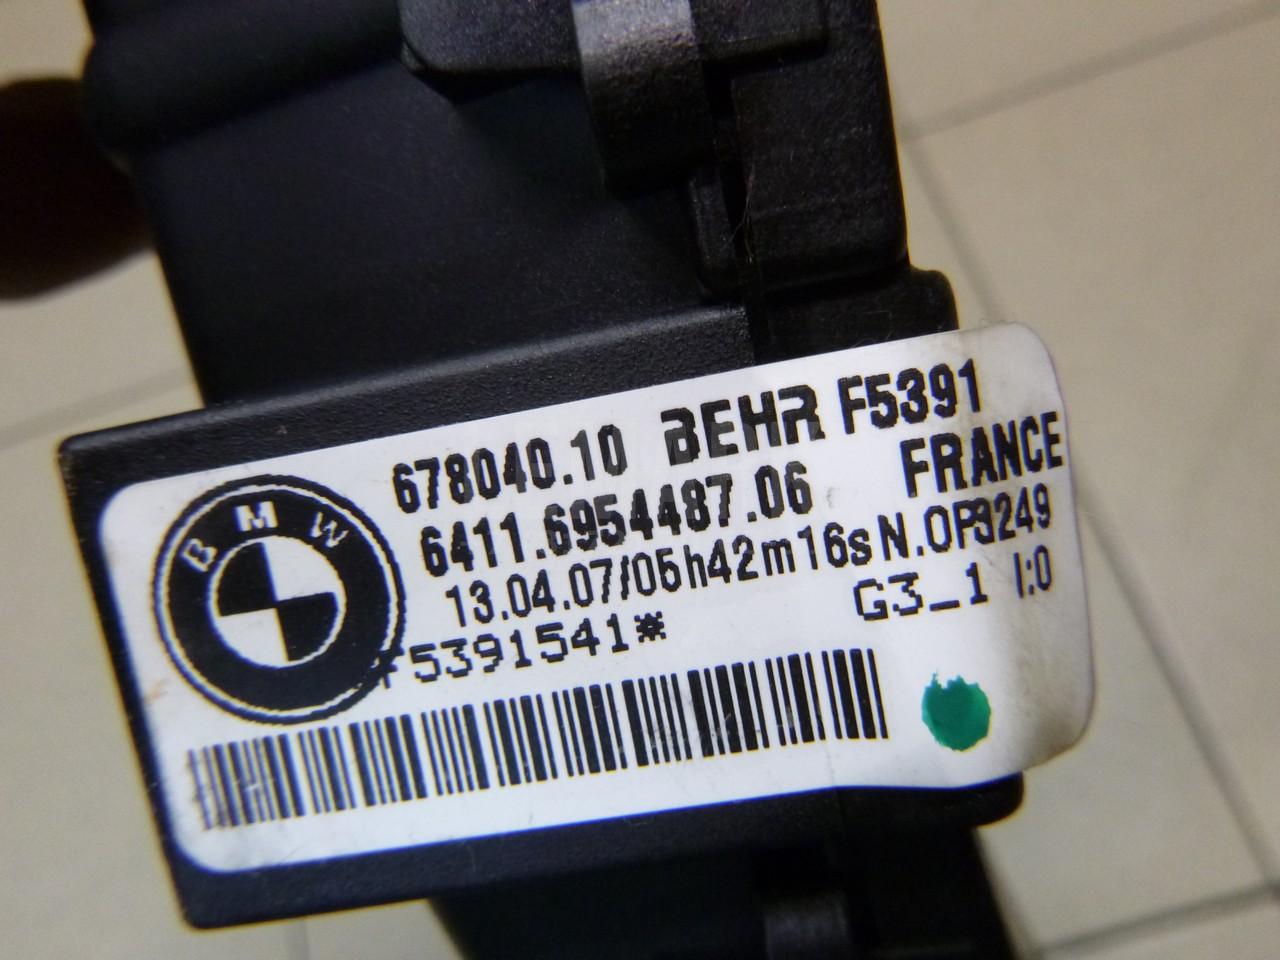 BMW
678040.10 BEHR F5391
6411.6954487.06 FRANCE
13.04.07/05h42m16s N.OP3249
*F5391541* G3_1 I:0